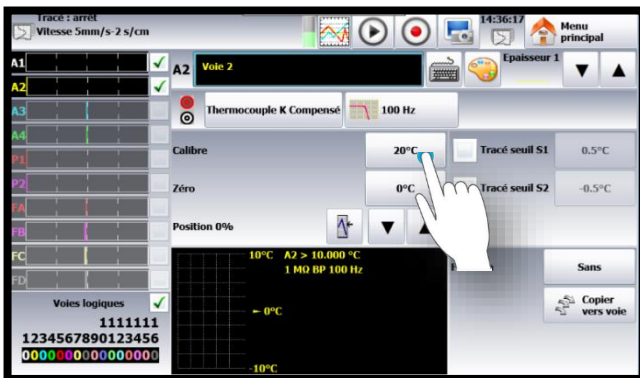 Tracé : arrêt
Vitesse 5mm/s-2 s/cm
14:36:17
Menu
principal
A1
A2
A3
A4
P1
P2
FA
FB
FC
FD
Voies logiques
1111111
1234567890123456
0000000000000000
A2
Voie 2
Epaisseur 1
Thermocouple K Compensé
100 Hz
Calibre
20°C
Tracé seuil S1
0.5°C
Zéro
0°C
Tracé seuil S2
-0.5°C
Position 0%
10°C A2 > 10.000 °C
1 MΩ BP 100 Hz
0°C
-10°C
Sans
Copier
vers voie